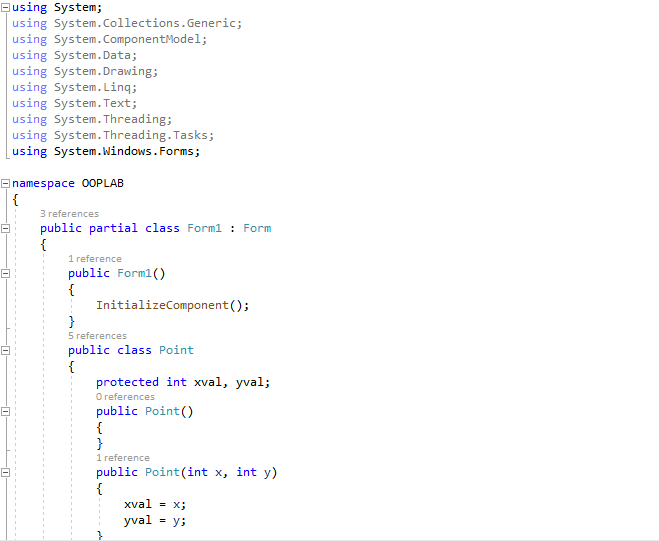 using System;
using System.Collections.Generic;
using System.ComponentModel;
using System.Data;
using System.Drawing;
using System.Linq;
using System.Text;
using System.Threading;
using System.Threading.Tasks;
using System.Windows.Forms;
namespace OOPLAB
{
3 references
public partial class Form1 : Form
{
1 reference
public Form1()
{
InitializeComponent();
}
5 references
public class Point
{
protected int xval, yval;
0 references
public Point()
{
}
1 reference
public Point(int x, int y)
{
xval = x;
yval = y;
}